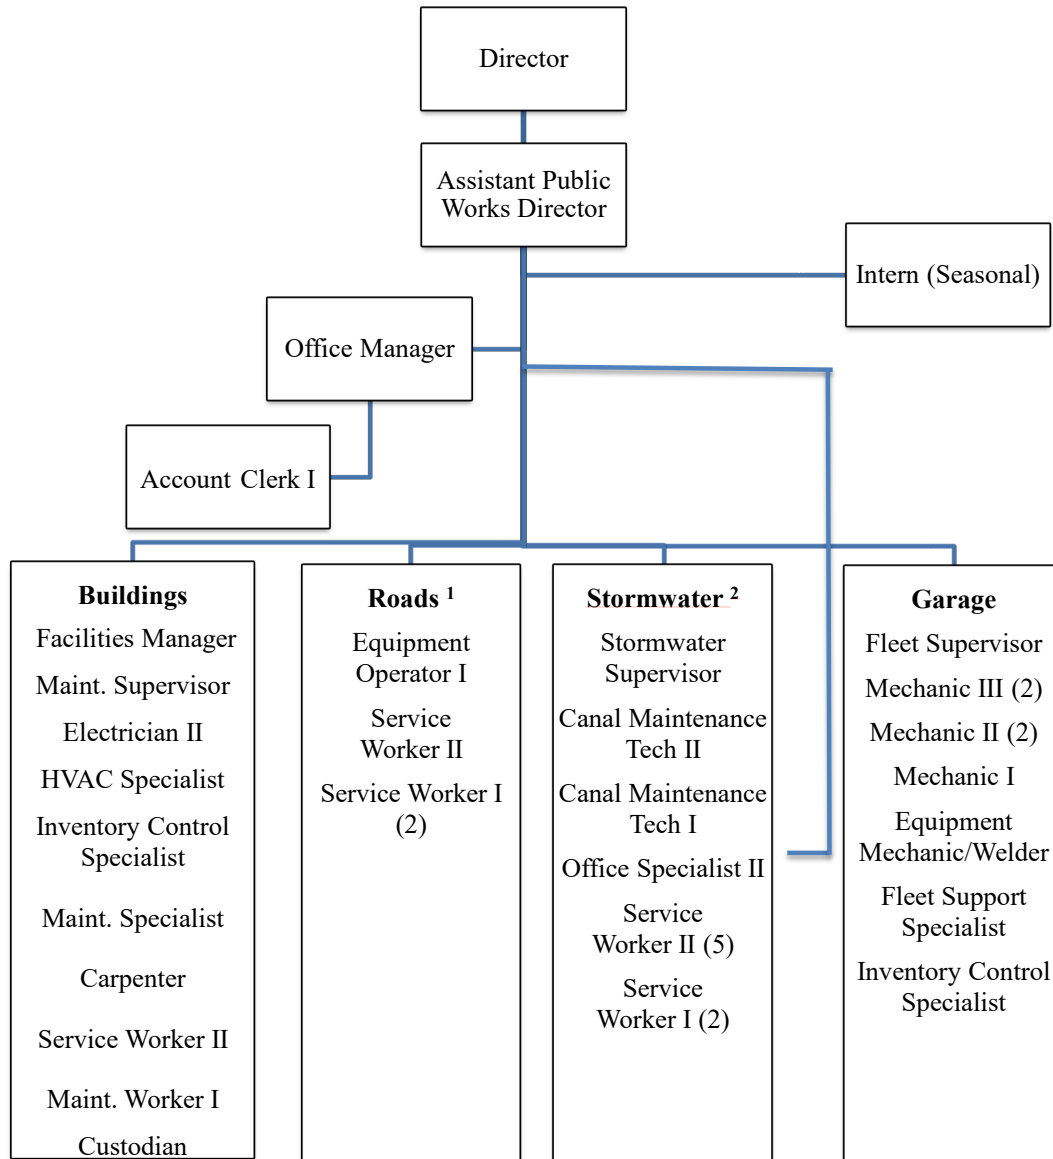 Director
Assistant Public
Works Director
Intern (Seasonal)
Office Manager
Account Clerk I
Buildings
Facilities Manager
Maint. Supervisor
Electrician II
HVAC Specialist
Inventory Control
Specialist
Maint. Specialist
Carpenter
Service Worker II
Maint. Worker I
Custodian
Roads ¹
Equipment
Operator I
Service
Worker II
Service Worker I
(2)
Stormwater ²
Stormwater
Supervisor
Canal Maintenance
Tech II
Canal Maintenance
Tech I
Office Specialist II
Service
Worker II (5)
Service
Worker I (2)
Garage
Fleet Supervisor
Mechanic III (2)
Mechanic II (2)
Mechanic I
Equipment
Mechanic/Welder
Fleet Support
Specialist
Inventory Control
Specialist